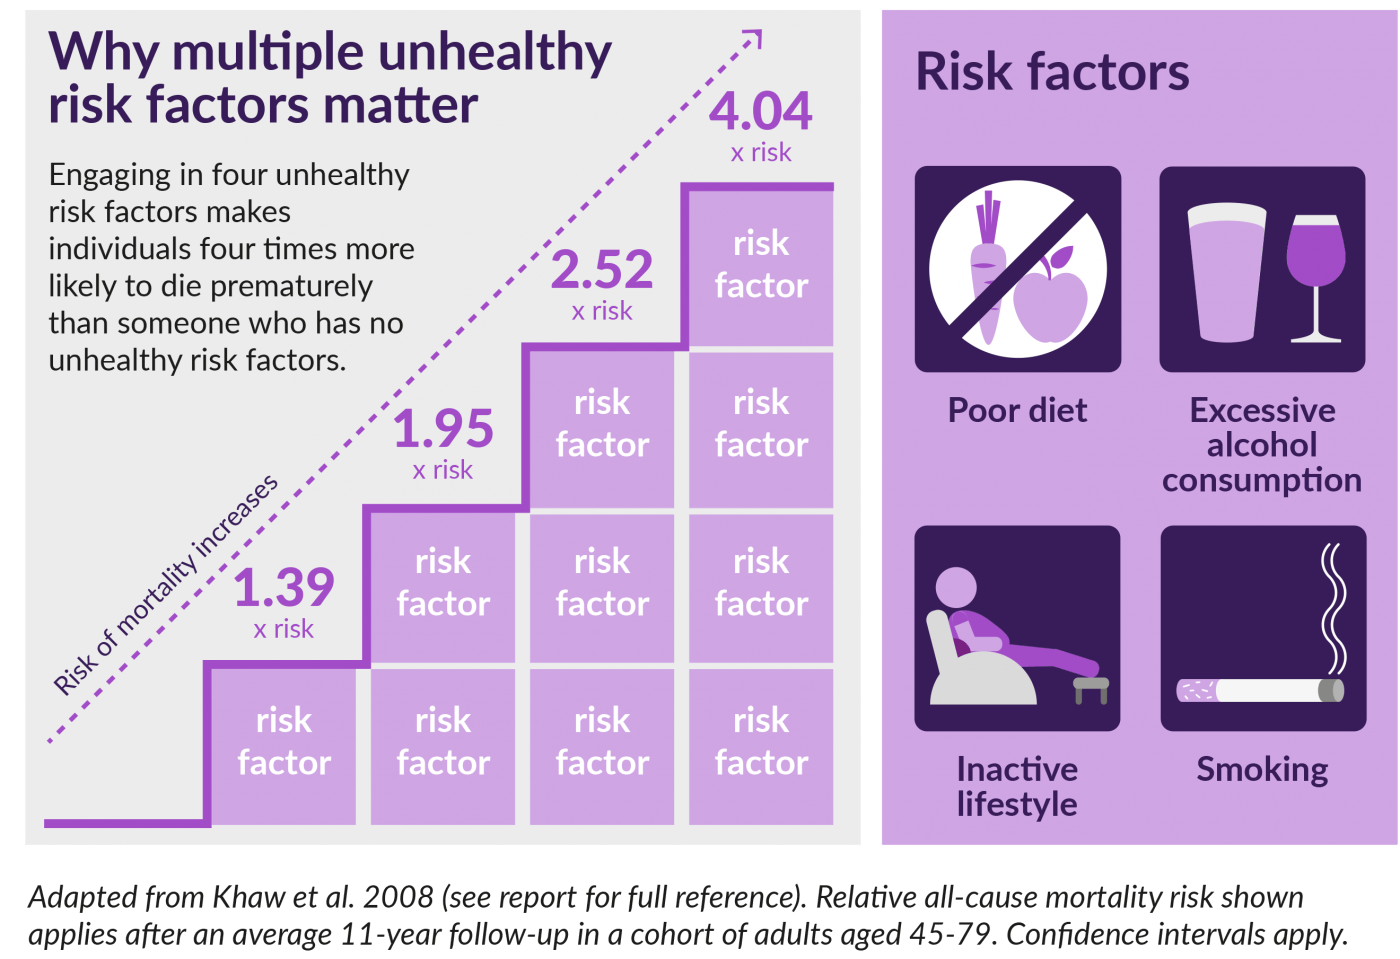 Why multiple unhealthy
risk factors matter
Engaging in four unhealthy
risk factors makes
individuals four times more
likely to die prematurely
than someone who has no
unhealthy risk factors.
Risk of mortality increases
1.39
x risk
1.95
x risk
2.52
x risk
4.04
x risk
risk
factor
risk
factor
risk
factor
risk
factor
risk
factor
risk
factor
risk
factor
risk
factor
risk
factor
risk
factor
Risk factors
Poor diet
Excessive
alcohol
consumption
Inactive
lifestyle
Smoking
Adapted from Khaw et al. 2008 (see report for full reference). Relative all-cause mortality risk shown
applies after an average 11-year follow-up in a cohort of adults aged 45-79. Confidence intervals apply.